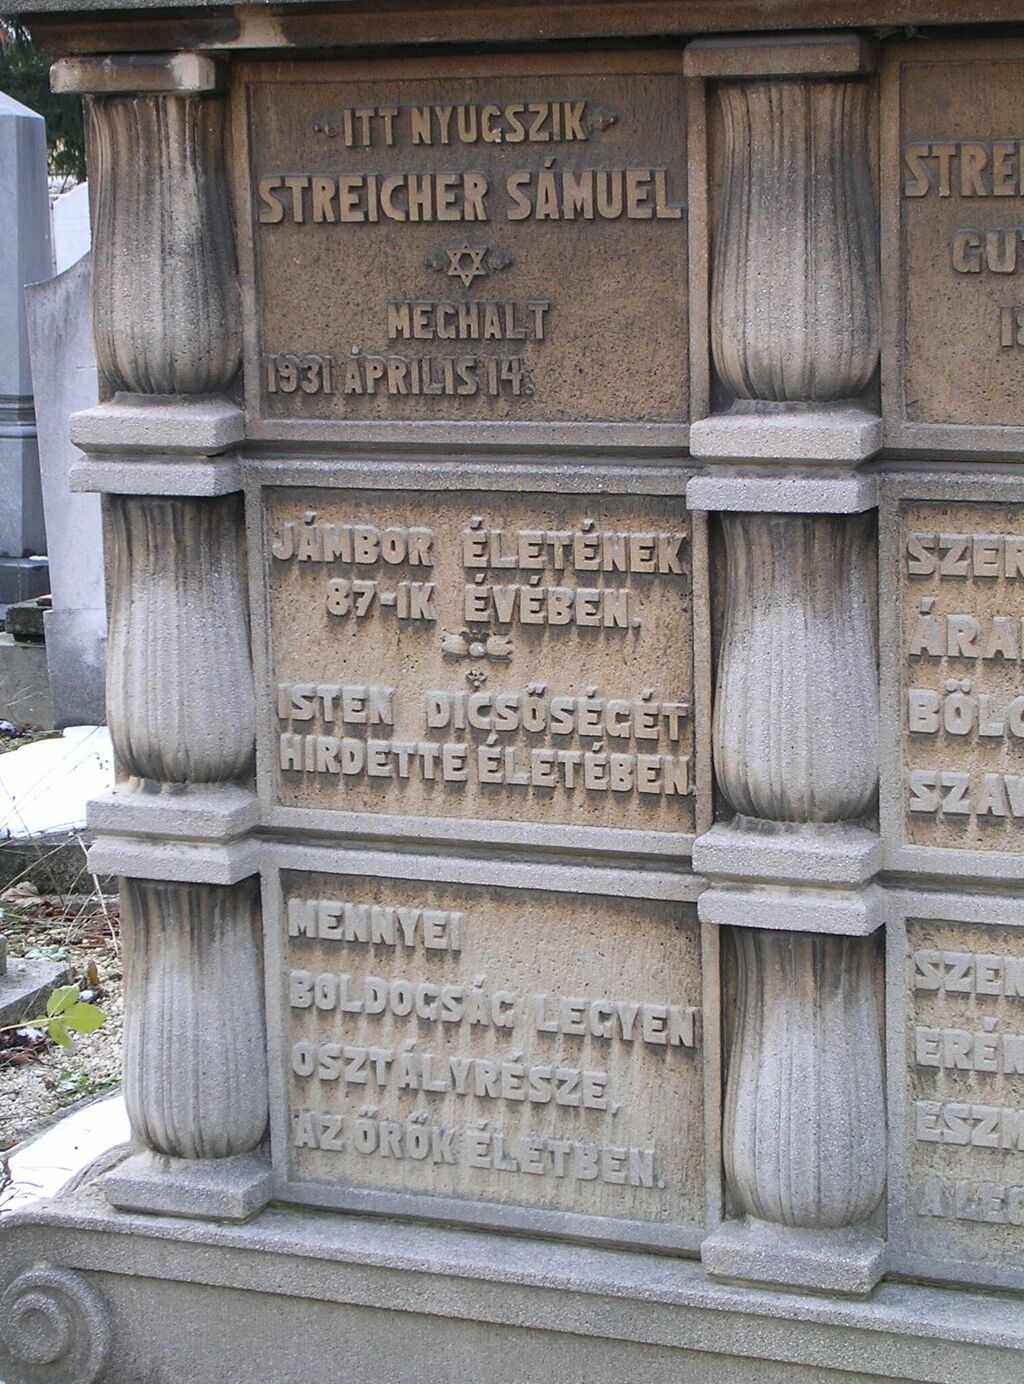 ITT NYUGSZIK
STREICHER SÁMUEL
MEGHALT
1931 ÁPRILIS 14.
JÁMBOR ÉLETÉNEK
87-IK ÉVÉBEN.
ISTEN DICSŐSÉGÉT
HIRDETTE ÉLETÉBEN
MENNYEI
BOLDOGSÁG LEGYEN
OSZTÁLYRÉSZE,
AZ ÖRÖK ÉLETBEN.